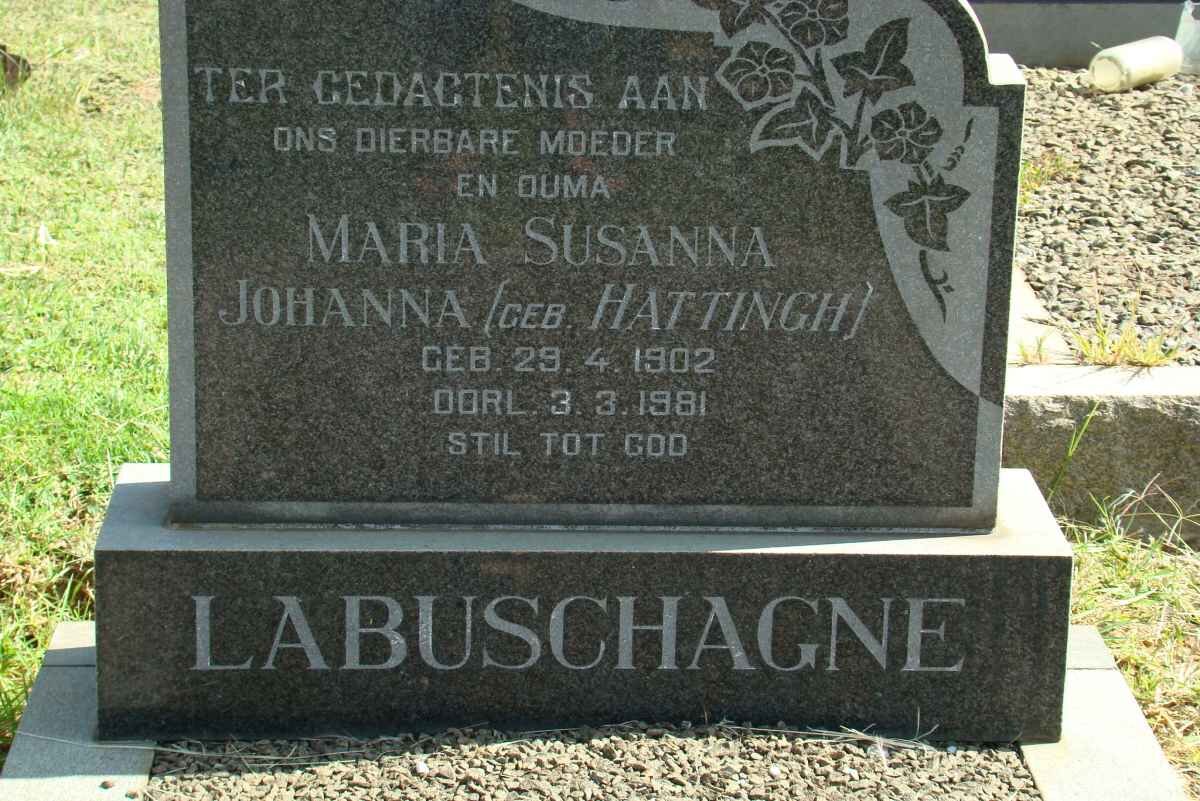 TER GEDAGTENIS AAN
ONS DIERBARE MOEDER
EN OUMA
MARIA SUSANNA
JOHANNA (GEB. HATTINGH)
GEB. 29. 4. 1902
OORL. 3. 3. 1981
STIL TOT GOD
LABUSCHAGNE